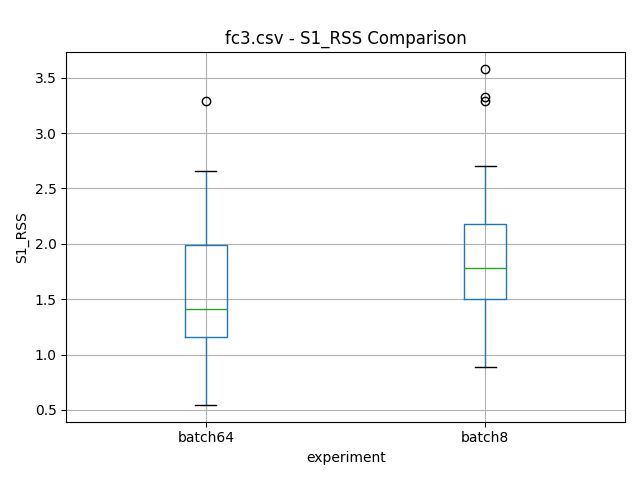 fc3.csv - S1_RSS Comparison
3.5
3.0
2.5
2.0
1.5
1.0
0.5
S1_RSS
batch64
batch8
experiment